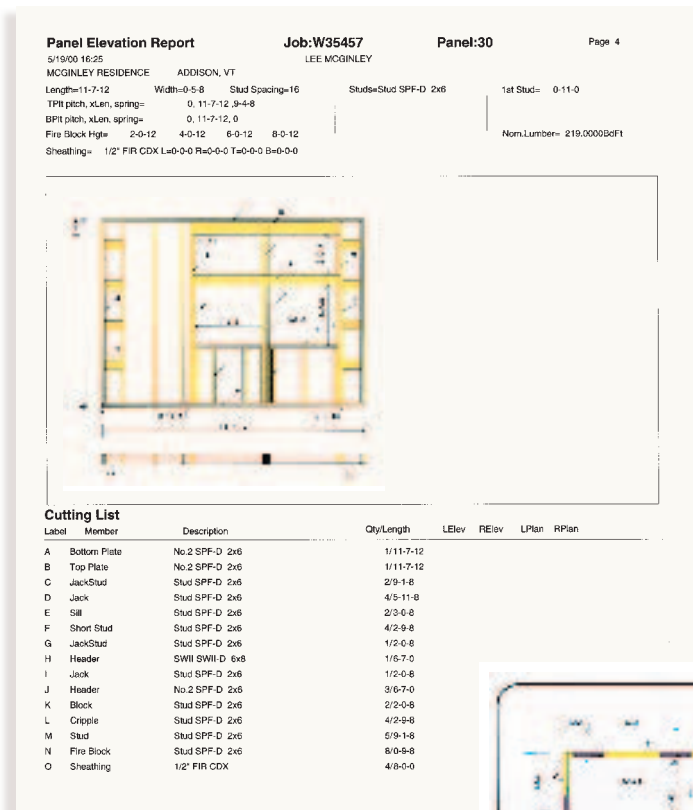 Panel Elevation Report Job:W35457 Panel:30 Page 4
5/19/00 16:25 LEE MCGINLEY
MCGINLEY RESIDENCE ADDISON, VT
Length=11-7-12 Width=0-5-8 Stud Spacing=16 Studs=Stud SPF-D 2x6 1st Stud= 0-11-0
TPlt pitch, xLen, spring= 0, 11-7-12 ,9-4-8
BPlt pitch, xLen, spring= 0, 11-7-12, 0
Fire Block Hgt= 2-0-12 4-0-12 6-0-12 8-0-12 Nom.Lumber= 219.0000BdFt
Sheathing= 1/2" FIR CDX L=0-0-0 R=0-0-0 T=0-0-0 B=0-0-0
Cutting List
Label Member Description Qty/Length LElev RElev LPlan RPlan
A Bottom Plate No.2 SPF-D 2x6 1/11-7-12
B Top Plate No.2 SPF-D 2x6 1/11-7-12
C JackStud Stud SPF-D 2x6 2/9-1-8
D Jack Stud SPF-D 2x6 4/5-11-8
E Sill Stud SPF-D 2x6 2/3-0-8
F Short Stud Stud SPF-D 2x6 4/2-9-8
G JackStud Stud SPF-D 2x6 1/2-0-8
H Header SWII SWII-D 6x8 1/6-7-0
I Jack Stud SPF-D 2x6 1/2-0-8
J Header No.2 SPF-D 2x6 3/6-7-0
K Block Stud SPF-D 2x6 2/2-0-8
L Cripple Stud SPF-D 2x6 4/2-9-8
M Stud Stud SPF-D 2x6 5/9-1-8
N Fire Block Stud SPF-D 2x6 8/0-9-8
O Sheathing 1/2" FIR CDX 4/8-0-0